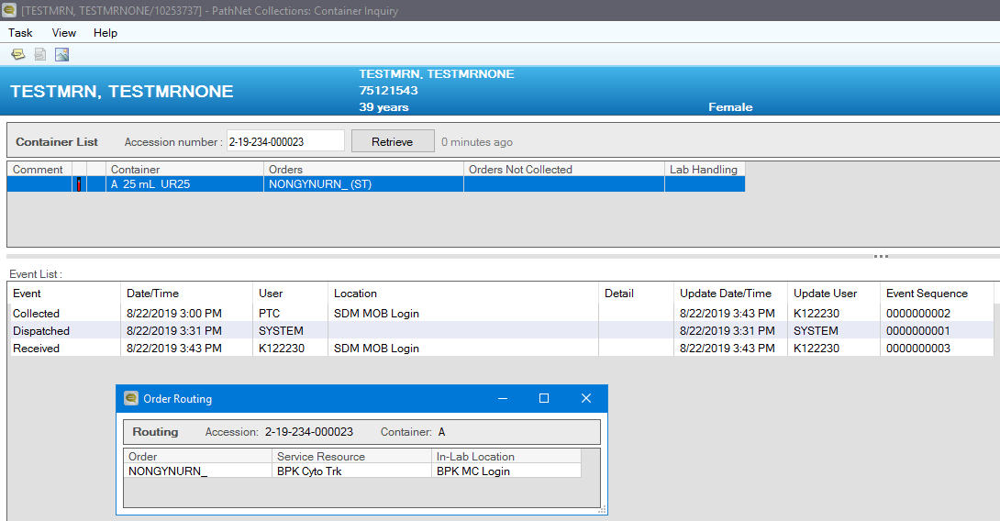 [TESTMRN, TESTMRNONE/10253737] - PathNet Collections: Container Inquiry
Task View Help
TESTMRN, TESTMRNONE
TESTMRN, TESTMRNONE
75121543
39 years Female
Container List Accession number : 2-19-234-000023 Retrieve 0 minutes ago
Comment Container Orders Orders Not Collected Lab Handling
A 25 mL UR25 NONGYNURN_ (ST)
Event List :
Event Date/Time User Location Detail Update Date/Time Update User Event Sequence
Collected 8/22/2019 3:00 PM PTC SDM MOB Login 8/22/2019 3:43 PM K122230 0000000002
Dispatched 8/22/2019 3:31 PM SYSTEM 8/22/2019 3:31 PM SYSTEM 0000000001
Received 8/22/2019 3:43 PM K122230 SDM MOB Login 8/22/2019 3:43 PM K122230 0000000003
Order Routing
Routing Accession: 2-19-234-000023 Container: A
Order Service Resource In-Lab Location
NONGYNURN_ BPK Cyto Trk BPK MC Login